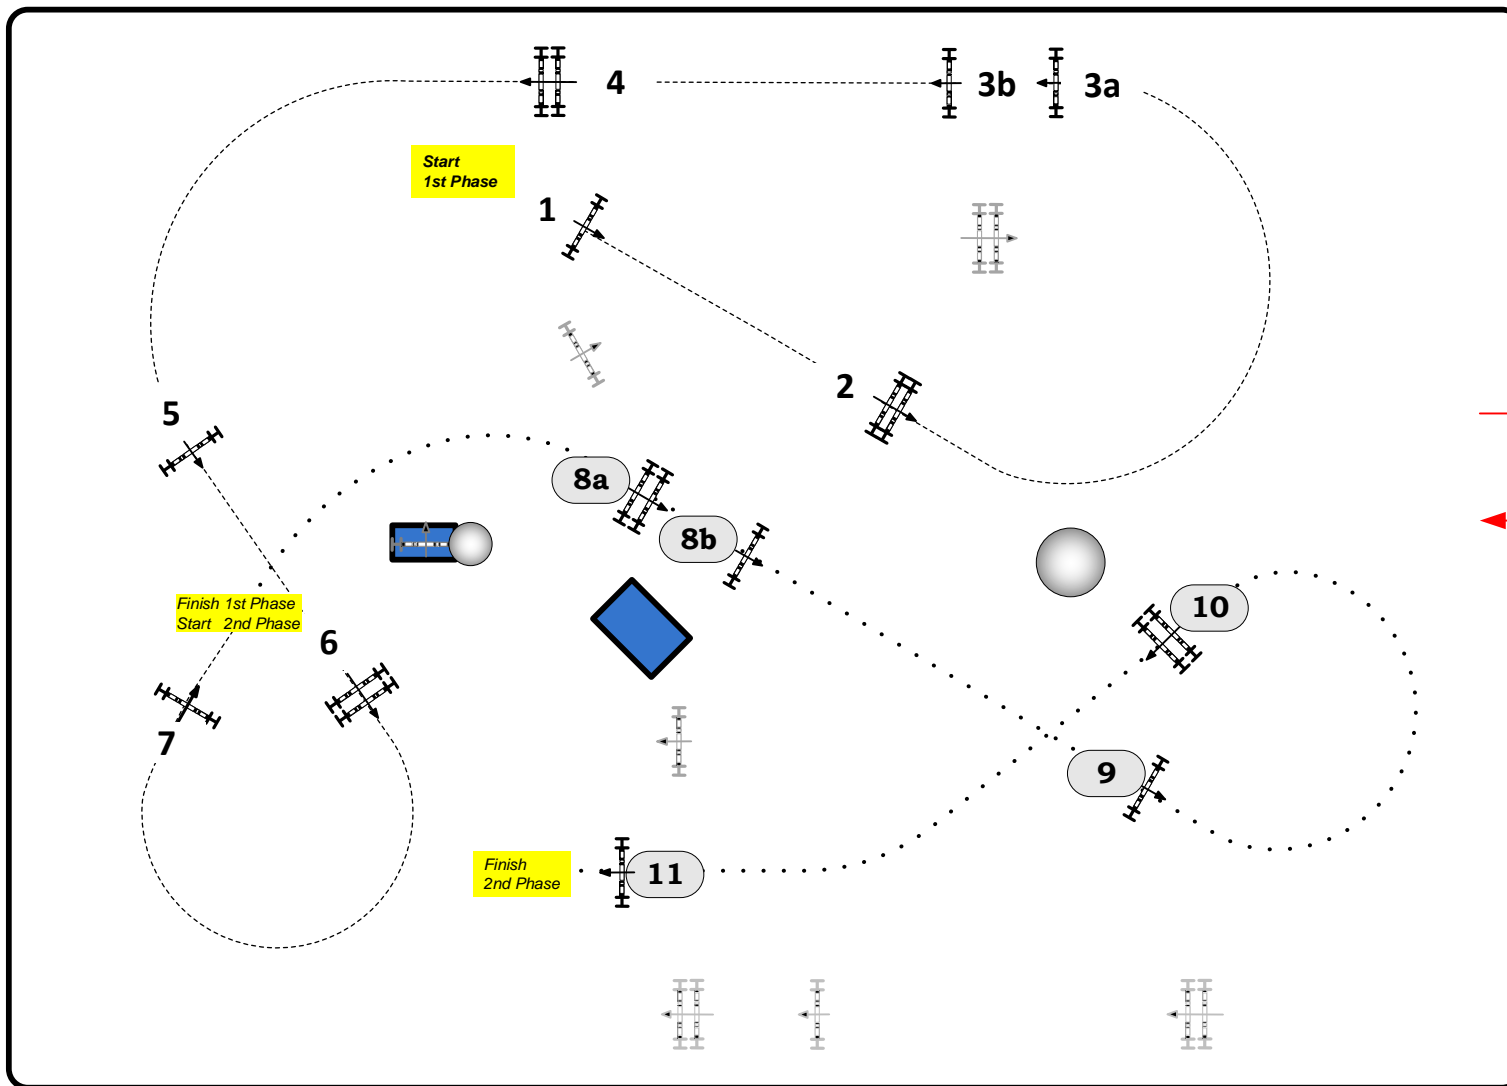 4
3b
3a
Start
1st Phase
1
2
5
8a
8b
Finish 1st Phase
Start 2nd Phase
10
6
7
9
Finish
2nd Phase
11